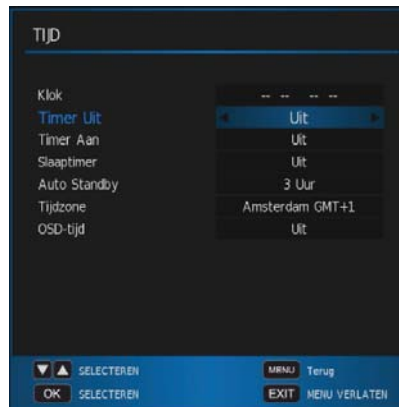 TIJD
Klok -- -- -- --
Timer Uit Uit
Timer Aan Uit
Slaaptimer Uit
Auto Standby 3 Uur
Tijdzone Amsterdam GMT+1
OSD-tijd Uit
SELECTEREN MENU Terug
OK SELECTEREN EXIT MENU VERLATEN